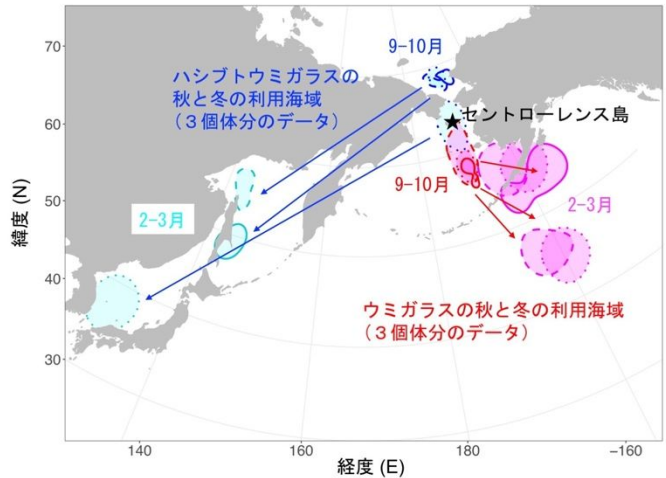 70
60
50
40
30
緯度 (N)
9-10月
ハシブトウミガラスの
秋と冬の利用海域
(3個体分のデータ)
セントローレンス島
9-10月
2-3月
2-3月
ウミガラスの秋と冬の利用海域
(3個体分のデータ)
140
160
180
-160
経度 (E)